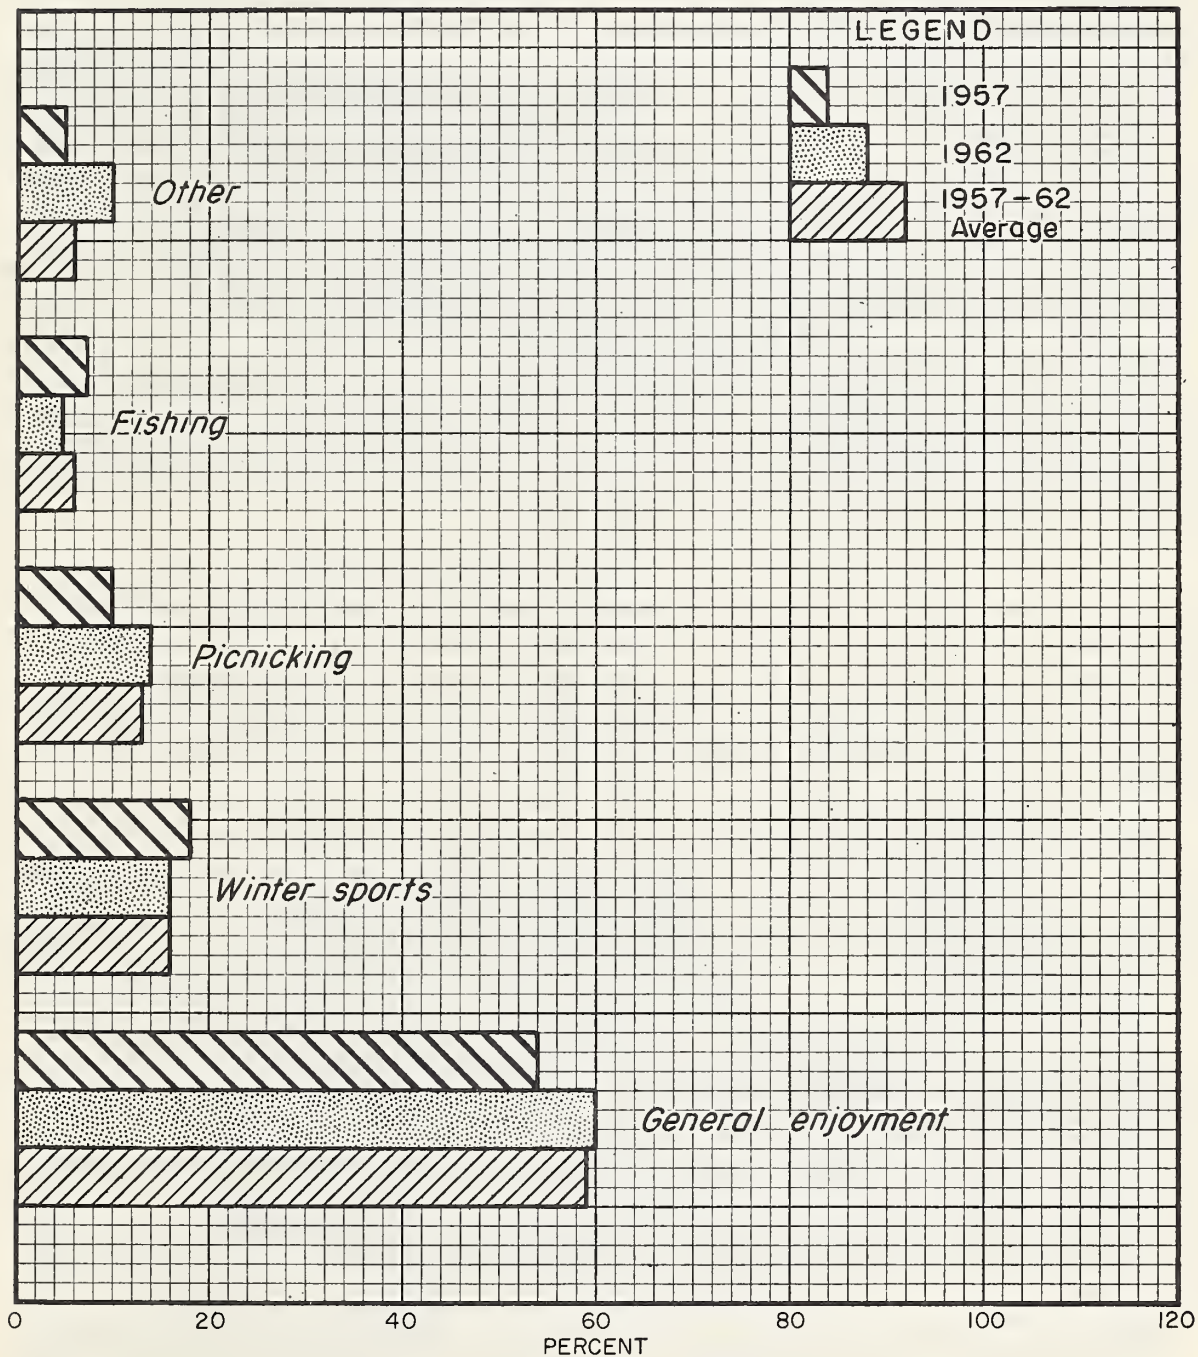 LEGEND
1957
1962
1957-62
Average
Other
Fishing
Picnicking
Winter sports
General enjoyment
0 20 40 60 80 100 120
PERCENT